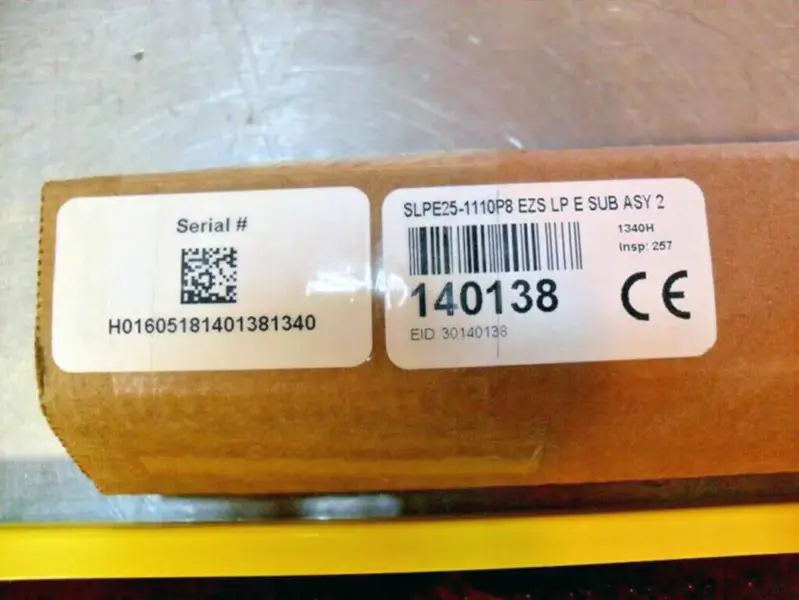 Serial #
H01605181401381340
SLPE25-1110P8 EZS LP E SUB ASY 2
1340H
Insp: 257
140138
CE
EID 30140138